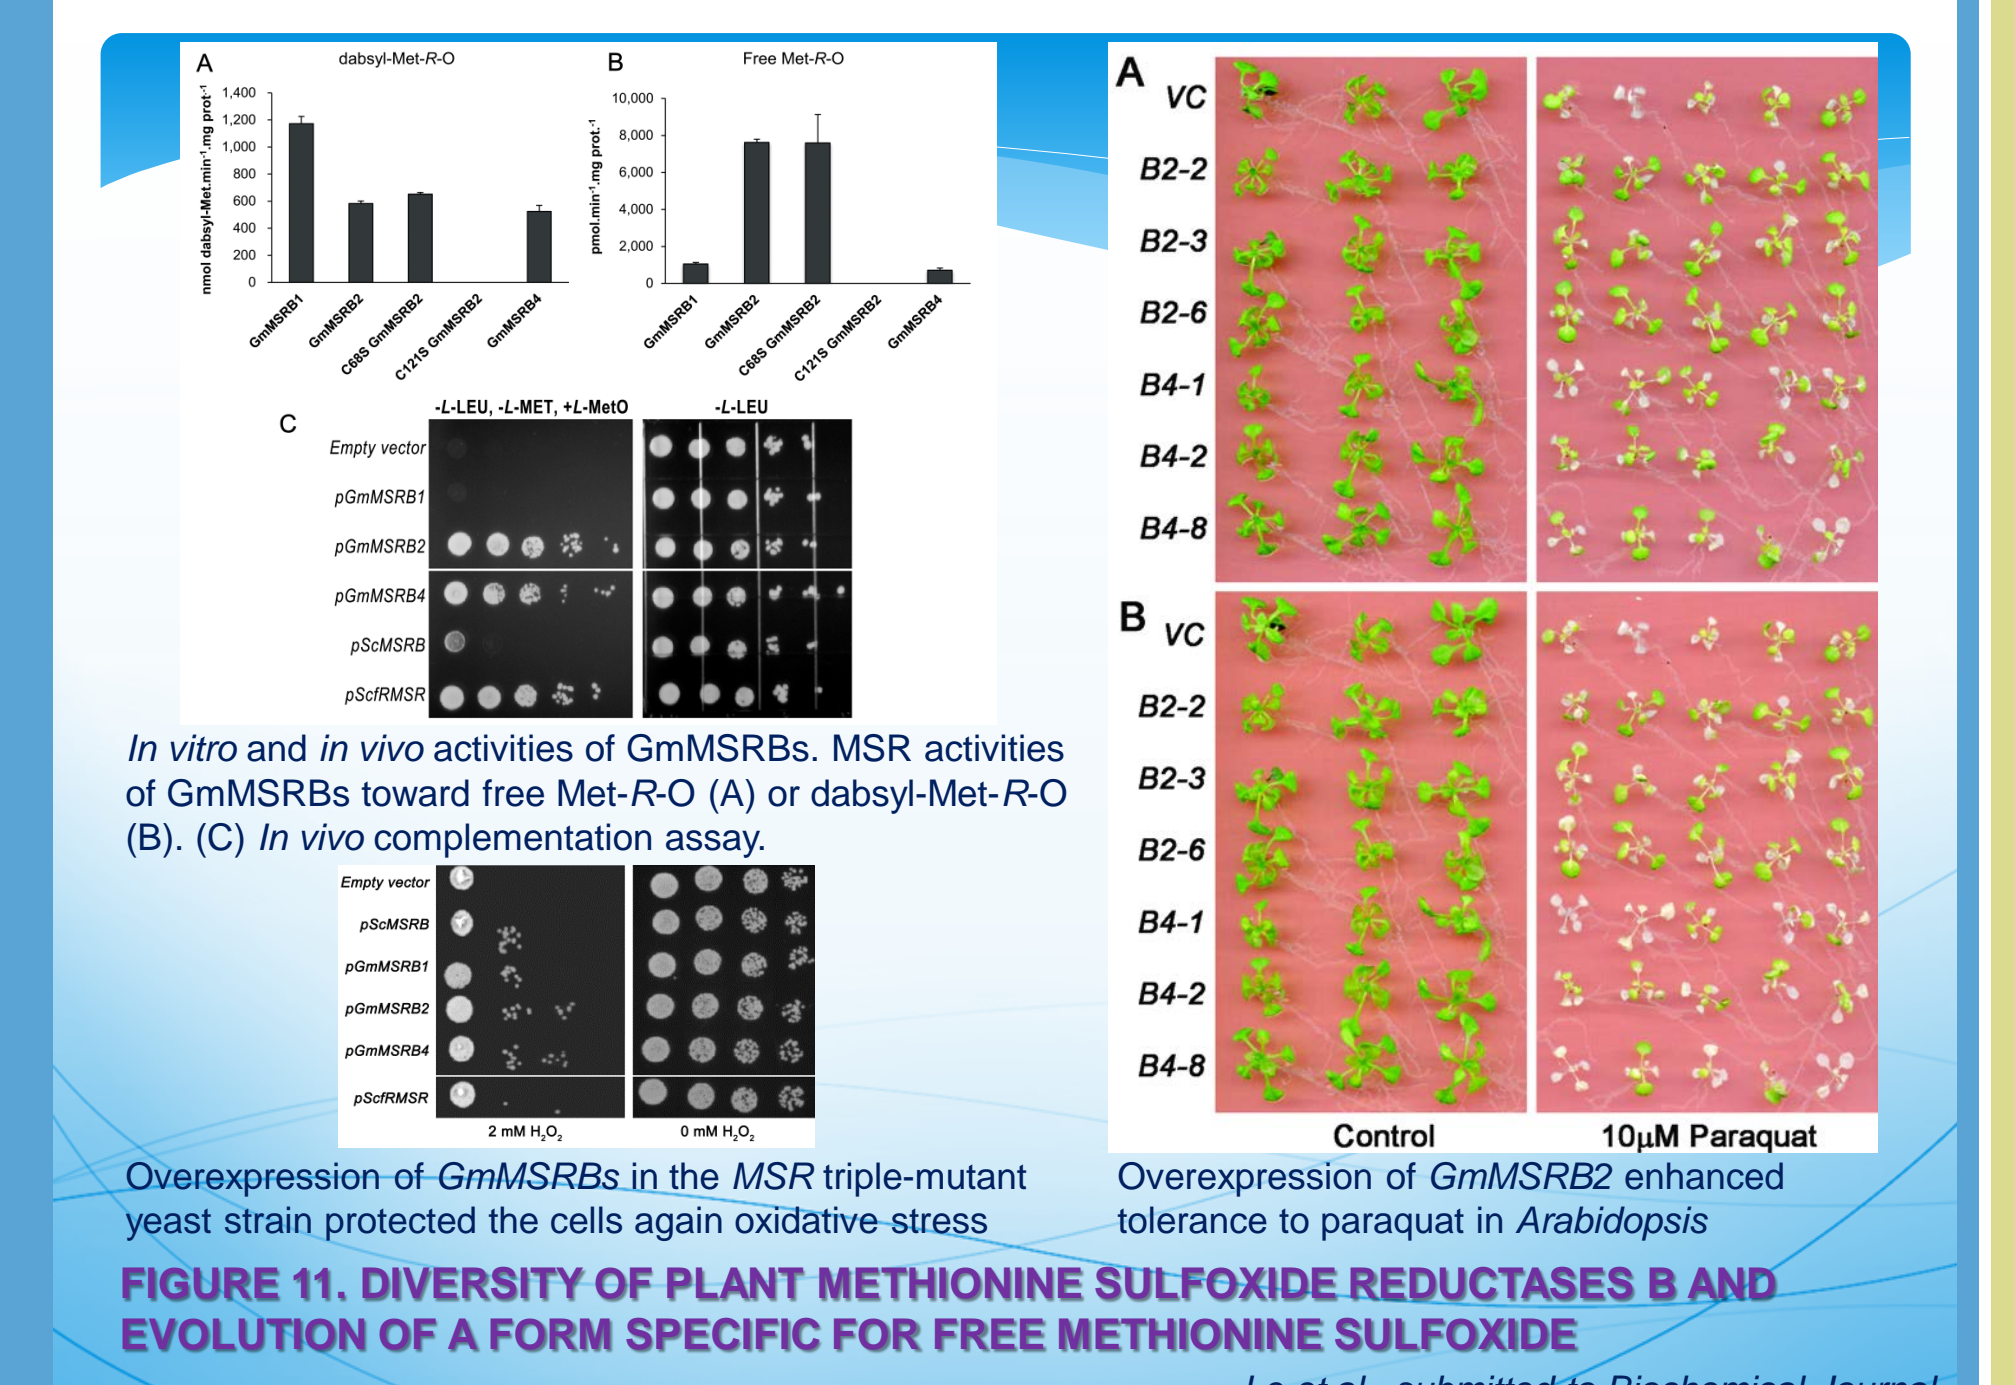 A
dabsyl-Met-R-O
nmol dabsyl-Met.min-1.mg prot-1
1,400
1,200
1,000
800
600
400
200
0
GmMSRB1
GmMSRB2
C68S GmMSRB2
C121S GmMSRB2
GmMSRB4
B
Free Met-R-O
pmol.min-1.mg prot.-1
10,000
8,000
6,000
4,000
2,000
0
GmMSRB1
GmMSRB2
C68S GmMSRB2
C121S GmMSRB2
GmMSRB4
C
-L-LEU, -L-MET, +L-MetO
-L-LEU
Empty vector
pGmMSRB1
pGmMSRB2
pGmMSRB4
pScMSRB
pScfRMSR
In vitro and in vivo activities of GmMSRBs. MSR activities
of GmMSRBs toward free Met-R-O (A) or dabsyl-Met-R-O
(B). (C) In vivo complementation assay.
Empty vector
pScMSRB
pGmMSRB1
pGmMSRB2
pGmMSRB4
pScfRMSR
2 mM H2O2
0 mM H2O2
Overexpression of GmMSRBs in the MSR triple-mutant
yeast strain protected the cells again oxidative stress
A
VC
B2-2
B2-3
B2-6
B4-1
B4-2
B4-8
B
VC
B2-2
B2-3
B2-6
B4-1
B4-2
B4-8
Control
10µM Paraquat
Overexpression of GmMSRB2 enhanced
tolerance to paraquat in Arabidopsis
FIGURE 11. DIVERSITY OF PLANT METHIONINE SULFOXIDE REDUCTASES B AND
EVOLUTION OF A FORM SPECIFIC FOR FREE METHIONINE SULFOXIDE
Le et al., submitted to Biochemical Journal